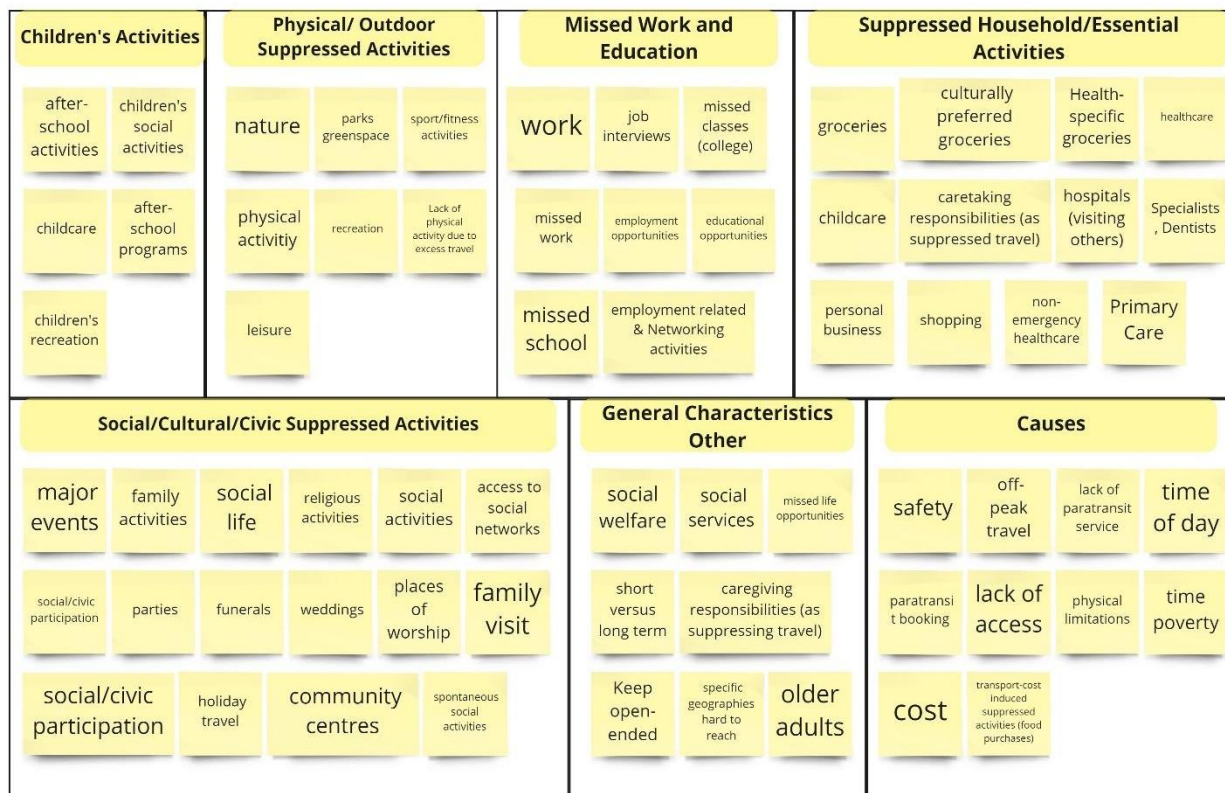 Children's Activities
after-
school
activities
children's
social
activities
childcare
after-
school
programs
children's
recreation
Physical/ Outdoor
Suppressed Activities
nature
parks
greenspace
sport/fitness
activities
physical
activitiy
recreation
Lack of
physical
activity due to
excess travel
leisure
Missed Work and
Education
work
job
interviews
missed
classes
(college)
missed
work
employment
opportunities
educational
opportunities
missed
school
employment related
& Networking
activities
Suppressed Household/Essential
Activities
groceries
culturally
preferred
groceries
Health-
specific
groceries
healthcare
childcare
caretaking
responsibilities (as
suppressed travel)
hospitals
(visiting
others)
Specialists
, Dentists
personal
business
shopping
non-
emergency
healthcare
Primary
Care
Social/Cultural/Civic Suppressed Activities
major
events
family
activities
social
life
religious
activities
social
activities
access to
social
networks
social/civic
participation
parties
funerals
weddings
places
of
worship
family
visit
social/civic
participation
holiday
travel
community
centres
spontaneous
social
activities
General Characteristics
Other
social
welfare
social
services
missed life
opportunities
short
versus
long term
caregiving
responsibilities (as
suppressing travel)
Keep
open-
ended
specific
geographies
hard to
reach
older
adults
Causes
safety
off-
peak
travel
lack of
paratransit
service
time
of day
paratransi
t booking
lack of
access
physical
limitations
time
poverty
cost
transport-cost
induced
suppressed
activities (food
purchases)